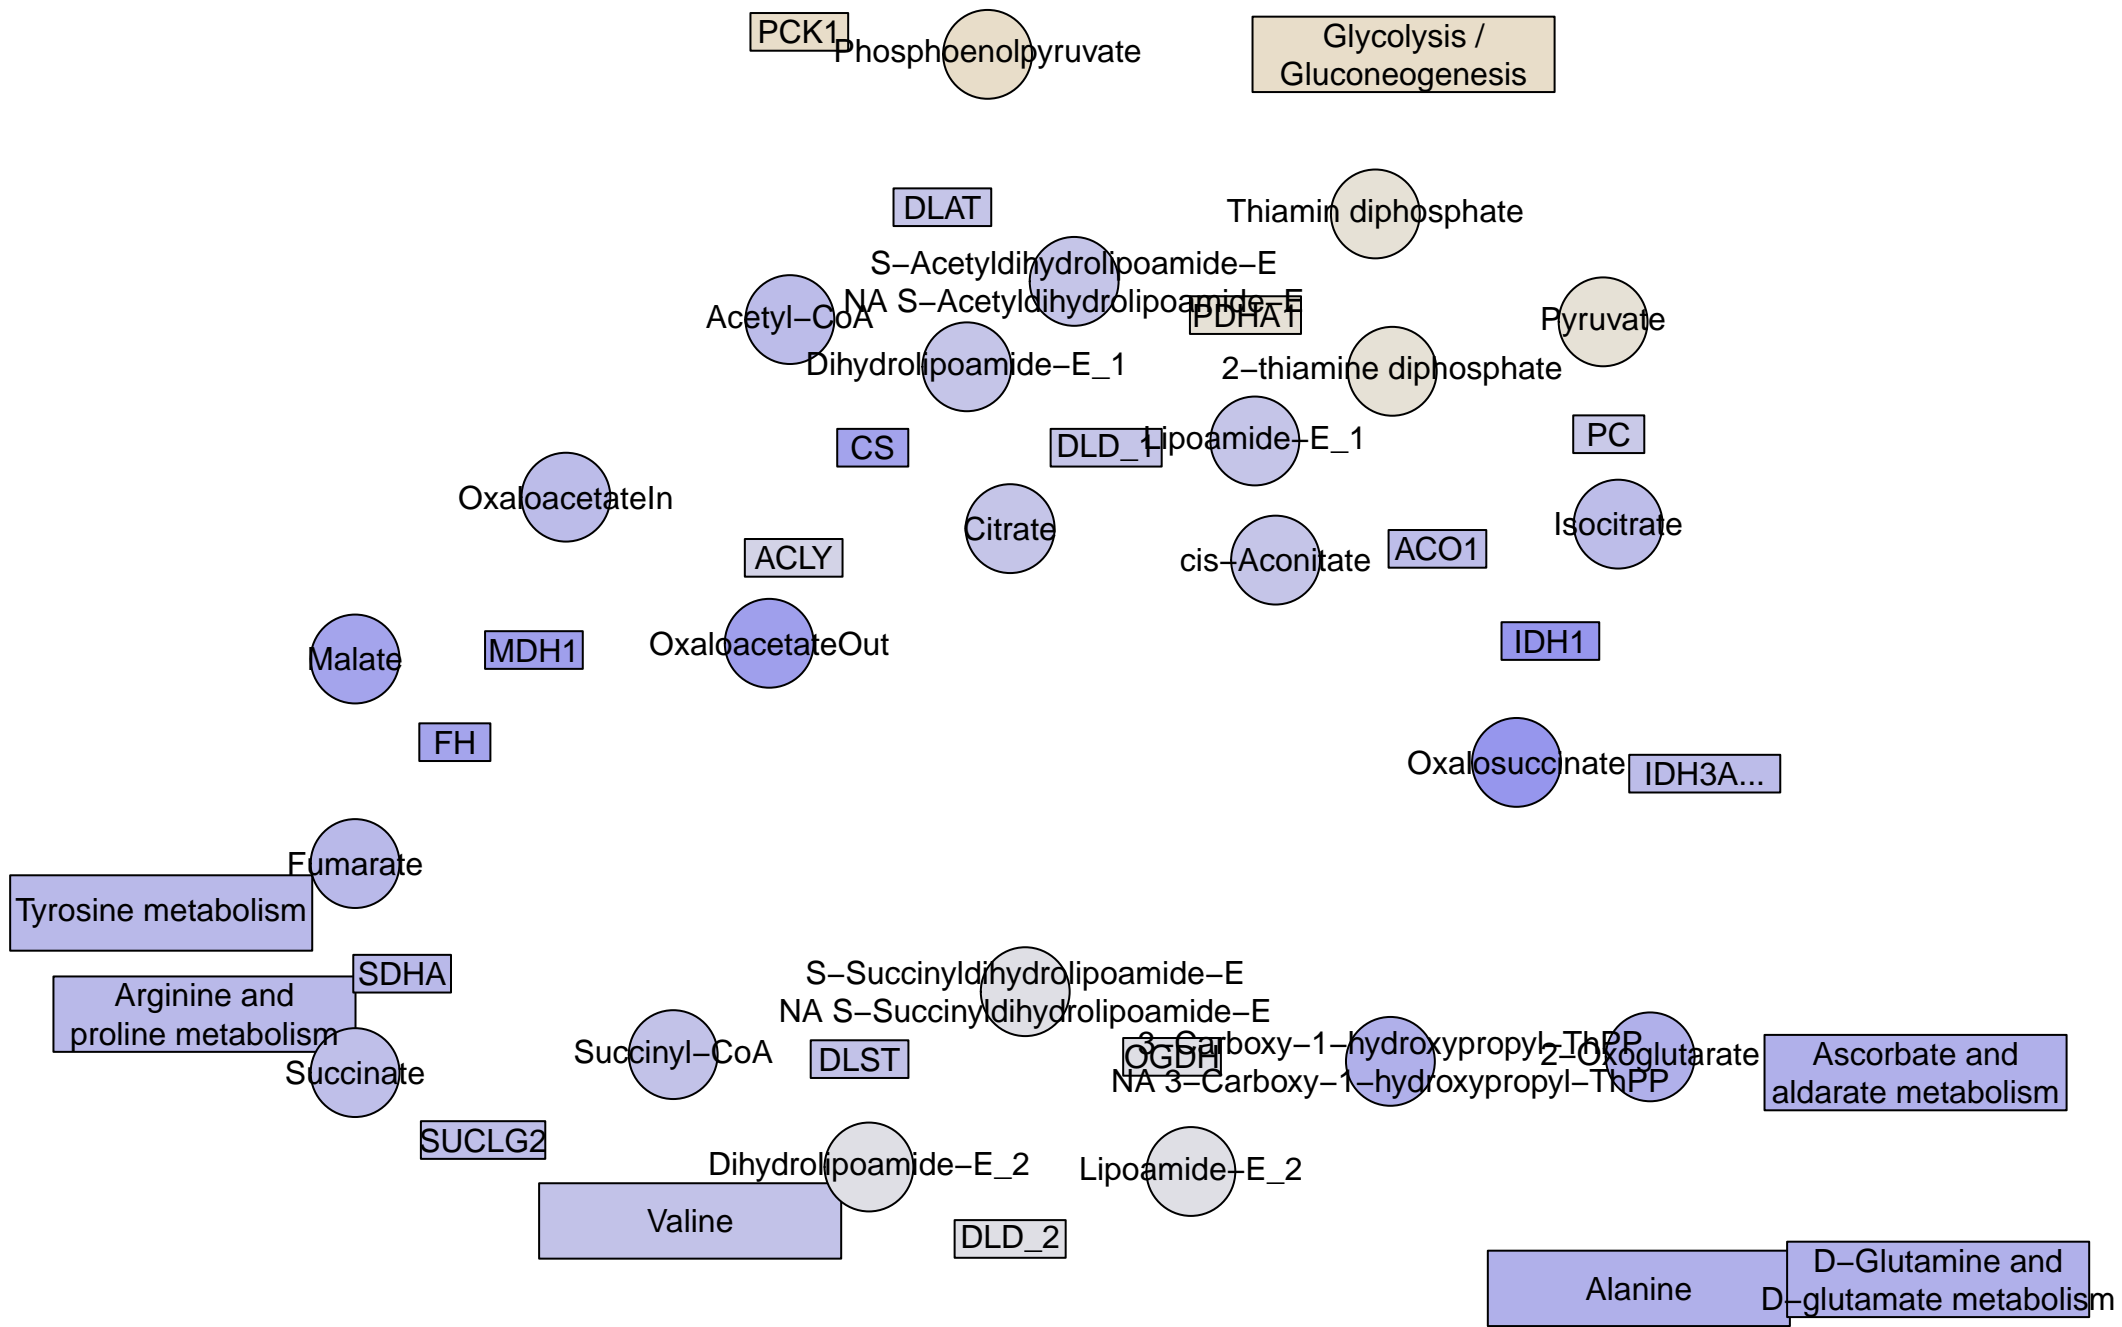 PCK1
Phosphoenolpyruvate
Glycolysis /
Gluconeogenesis
DLAT
Thiamin diphosphate
S−Acetyldihydrolipoamide−E
NA S−Acetyldihydrolipoamide−E
Acetyl−CoA
PDHA1
Pyruvate
Dihydrolipoamide−E_1
2−thiamine diphosphate
CS
DLD_1
Lipoamide−E_1
PC
OxaloacetateIn
Citrate
Isocitrate
ACLY
cis−Aconitate
ACO1
Malate
MDH1
OxaloacetateOut
IDH1
FH
Oxalosuccinate
IDH3A...
Fumarate
Tyrosine metabolism
SDHA
Arginine and
proline metabolism
S−Succinyldihydrolipoamide−E
NA S−Succinyldihydrolipoamide−E
Succinate
Succinyl−CoA
DLST
OGDH
3−Carboxy−1−hydroxypropyl−ThPP
NA 3−Carboxy−1−hydroxypropyl−ThPP
2−Oxoglutarate
Ascorbate and
aldarate metabolism
SUCLG2
Dihydrolipoamide−E_2
Lipoamide−E_2
Valine
DLD_2
Alanine
D−Glutamine and
D−glutamate metabolism